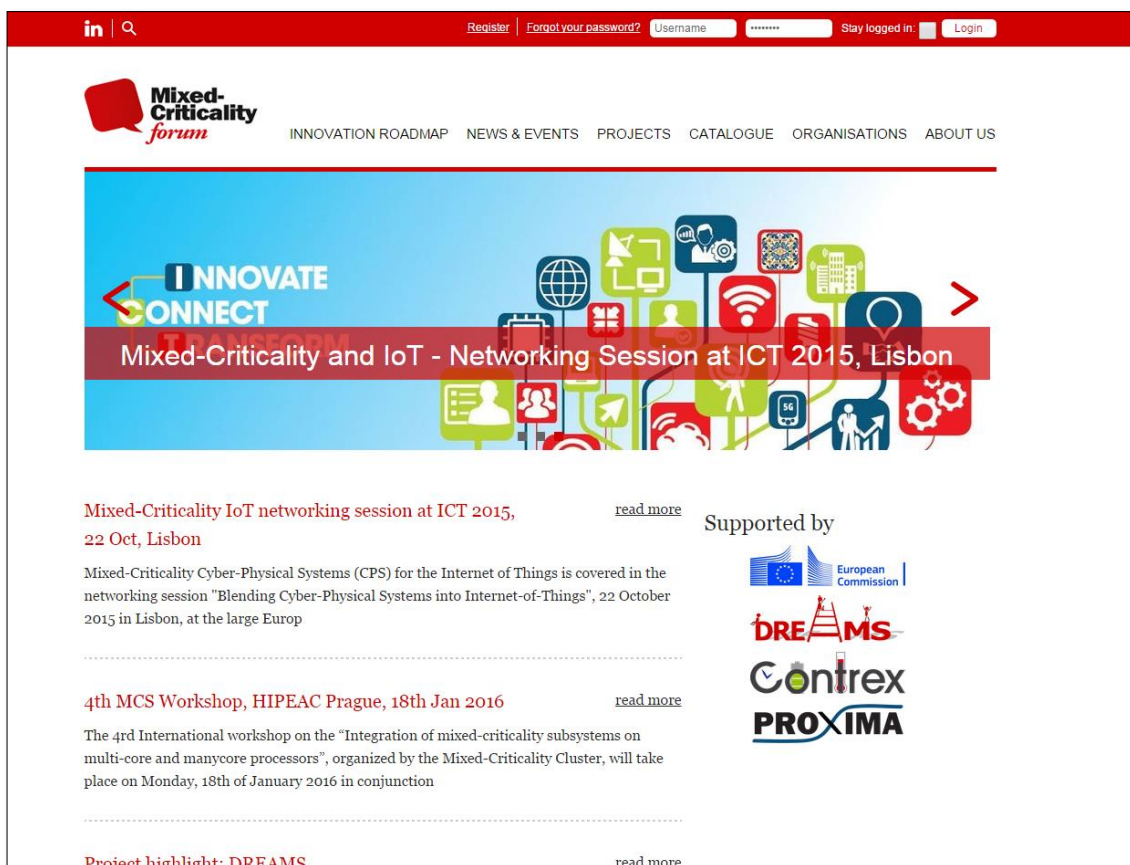 in
Register Forgot your password? Username •••••••• Stay logged in: Login
Mixed-
Criticality
forum
INNOVATION ROADMAP NEWS & EVENTS PROJECTS CATALOGUE ORGANISATIONS ABOUT US
INNOVATE
CONNECT
TRANSFORM
Mixed-Criticality and IoT - Networking Session at ICT 2015, Lisbon
5G
Mixed-Criticality IoT networking session at ICT 2015, read more
22 Oct, Lisbon
Mixed-Criticality Cyber-Physical Systems (CPS) for the Internet of Things is covered in the
networking session "Blending Cyber-Physical Systems into Internet-of-Things", 22 October
2015 in Lisbon, at the large Europ
4th MCS Workshop, HIPEAC Prague, 18th Jan 2016 read more
The 4rd International workshop on the “Integration of mixed-criticality subsystems on
multi-core and manycore processors”, organized by the Mixed-Criticality Cluster, will take
place on Monday, 18th of January 2016 in conjunction
Project highlight: DREAMS read more
Supported by
European
Commission
DREAMS
Contrex
PROXIMA